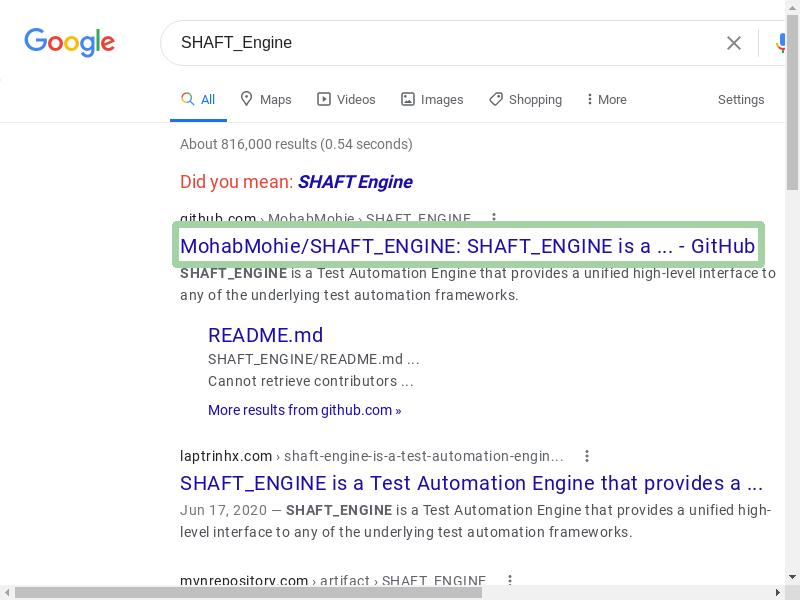 Google
SHAFT_Engine
All Maps Videos Images Shopping More Settings
About 816,000 results (0.54 seconds)
Did you mean: SHAFT Engine
github.com › MohabMohie › SHAFT_ENGINE
MohabMohie/SHAFT_ENGINE: SHAFT_ENGINE is a ... - GitHub
SHAFT_ENGINE is a Test Automation Engine that provides a unified high-level interface to
any of the underlying test automation frameworks.
README.md
SHAFT_ENGINE/README.md ...
Cannot retrieve contributors ...
More results from github.com »
laptrinhx.com › shaft-engine-is-a-test-automation-engin...
SHAFT_ENGINE is a Test Automation Engine that provides a ...
Jun 17, 2020 — SHAFT_ENGINE is a Test Automation Engine that provides a unified high-
level interface to any of the underlying test automation frameworks.
mvnrepository.com › artifact › SHAFT_ENGINE